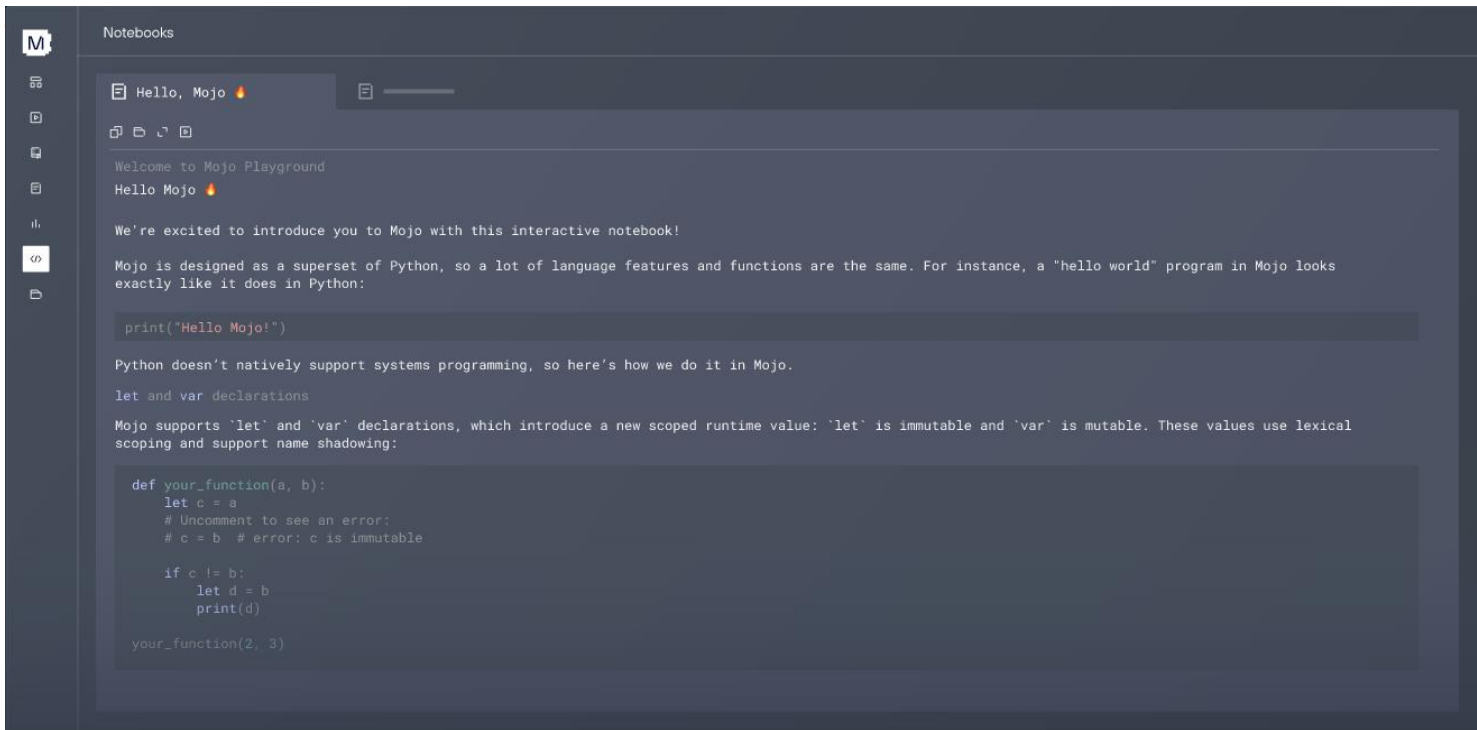 M
Notebooks
Hello, Mojo 🔥
Welcome to Mojo Playground
Hello Mojo 🔥
We're excited to introduce you to Mojo with this interactive notebook!
Mojo is designed as a superset of Python, so a lot of language features and functions are the same. For instance, a "hello world" program in Mojo looks
exactly like it does in Python:
print("Hello Mojo!")
Python doesn’t natively support systems programming, so here’s how we do it in Mojo.
let and var declarations
Mojo supports `let` and `var` declarations, which introduce a new scoped runtime value: `let` is immutable and `var` is mutable. These values use lexical
scoping and support name shadowing:
def your_function(a, b):
    let c = a
    # Uncomment to see an error:
    # c = b  # error: c is immutable
    if c != b:
        let d = b
        print(d)
your_function(2, 3)